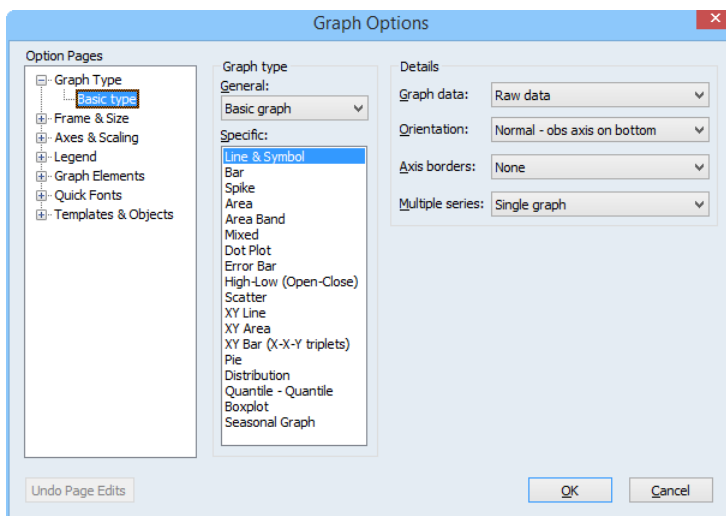 Graph Options
Option Pages
Graph Type
Basic type
Frame & Size
Axes & Scaling
Legend
Graph Elements
Quick Fonts
Templates & Objects
Graph type
General:
Basic graph
Specific:
Line & Symbol
Bar
Spike
Area
Area Band
Mixed
Dot Plot
Error Bar
High-Low (Open-Close)
Scatter
XY Line
XY Area
XY Bar (X-X-Y triplets)
Pie
Distribution
Quantile - Quantile
Boxplot
Seasonal Graph
Details
Graph data: Raw data
Orientation: Normal - obs axis on bottom
Axis borders: None
Multiple series: Single graph
Undo Page Edits
OK
Cancel